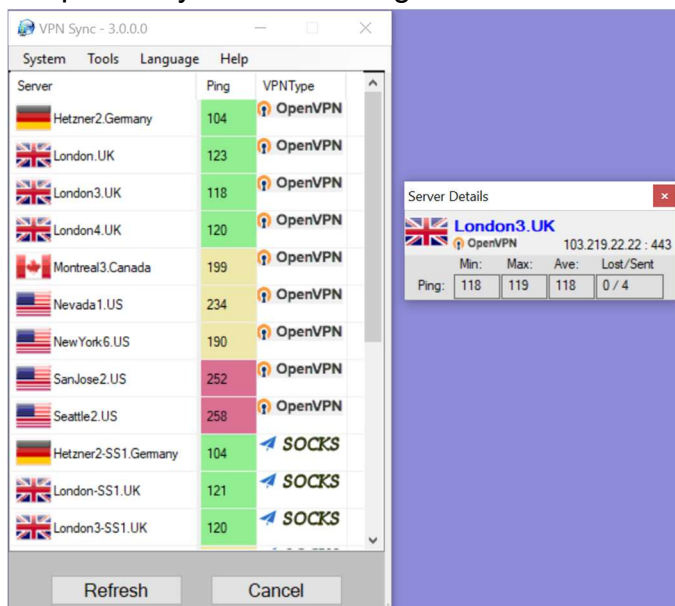 VPN Sync - 3.0.0.0
System Tools Language Help
Server Ping VPNType
Hetzner2.Germany 104 OpenVPN
London.UK 123 OpenVPN
London3.UK 118 OpenVPN
London4.UK 120 OpenVPN
Montreal3.Canada 199 OpenVPN
Nevada1.US 234 OpenVPN
NewYork6.US 190 OpenVPN
SanJose2.US 252 OpenVPN
Seattle2.US 258 OpenVPN
Hetzner2-SS1.Germany 104 SOCKS
London-SS1.UK 121 SOCKS
London3-SS1.UK 120 SOCKS
Refresh Cancel
Server Details
London3.UK
OpenVPN 103.219.22.22 : 443
Min: Max: Ave: Lost/Sent
Ping: 118 119 118 0 / 4